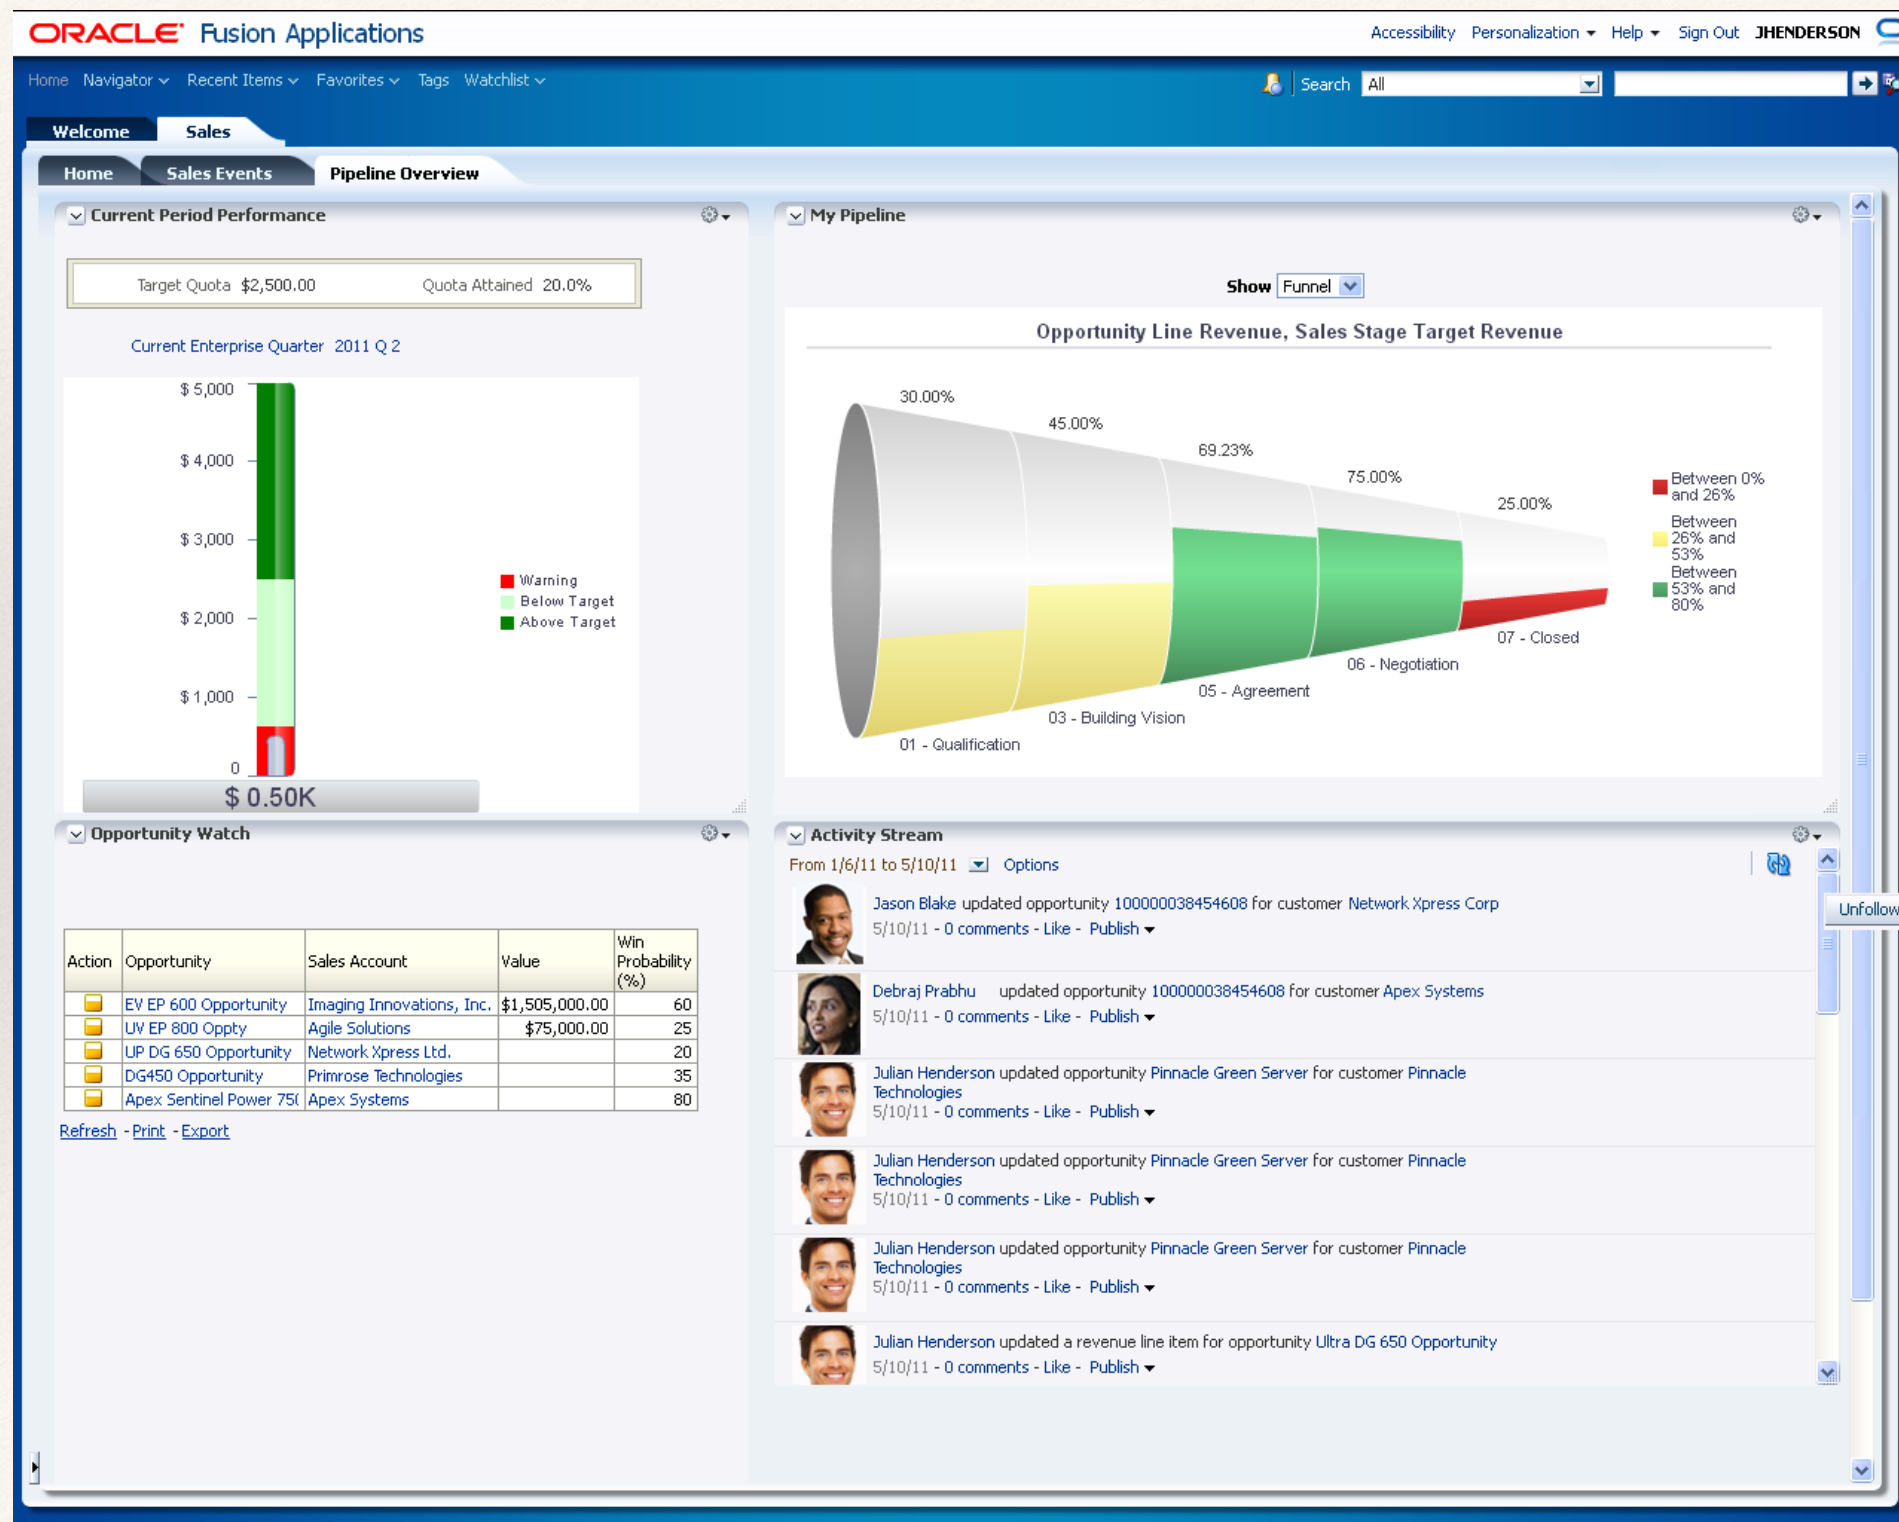 ORACLE Fusion Applications
Accessibility Personalization Help Sign Out JHENDERSON
Home Navigator Recent Items Favorites Tags Watchlist
Search All
Welcome Sales
Home Sales Events Pipeline Overview
Current Period Performance
Target Quota $2,500.00 Quota Attained 20.0%
Current Enterprise Quarter 2011 Q 2
$ 5,000
$ 4,000
$ 3,000
$ 2,000
$ 1,000
0
Warning
Below Target
Above Target
$ 0.50K
My Pipeline
Show Funnel
Opportunity Line Revenue, Sales Stage Target Revenue
30.00%
45.00%
69.23%
75.00%
25.00%
Between 0%
and 26%
Between
26% and
53%
Between
53% and
80%
07 - Closed
06 - Negotiation
05 - Agreement
03 - Building Vision
01 - Qualification
Opportunity Watch
Action Opportunity Sales Account Value Win
Probability
(%)
EV EP 600 Opportunity Imaging Innovations, Inc. $1,505,000.00 60
UV EP 800 Oppty Agile Solutions $75,000.00 25
UP DG 650 Opportunity Network Xpress Ltd. 20
DG450 Opportunity Primrose Technologies 35
Apex Sentinel Power 750 Apex Systems 80
Refresh - Print - Export
Activity Stream
From 1/6/11 to 5/10/11 Options
Unfollow
Jason Blake updated opportunity 100000038454608 for customer Network Xpress Corp
5/10/11 - 0 comments - Like - Publish
Debraj Prabhu updated opportunity 100000038454608 for customer Apex Systems
5/10/11 - 0 comments - Like - Publish
Julian Henderson updated opportunity Pinnacle Green Server for customer Pinnacle
Technologies
5/10/11 - 0 comments - Like - Publish
Julian Henderson updated opportunity Pinnacle Green Server for customer Pinnacle
Technologies
5/10/11 - 0 comments - Like - Publish
Julian Henderson updated opportunity Pinnacle Green Server for customer Pinnacle
Technologies
5/10/11 - 0 comments - Like - Publish
Julian Henderson updated a revenue line item for opportunity Ultra DG 650 Opportunity
5/10/11 - 0 comments - Like - Publish